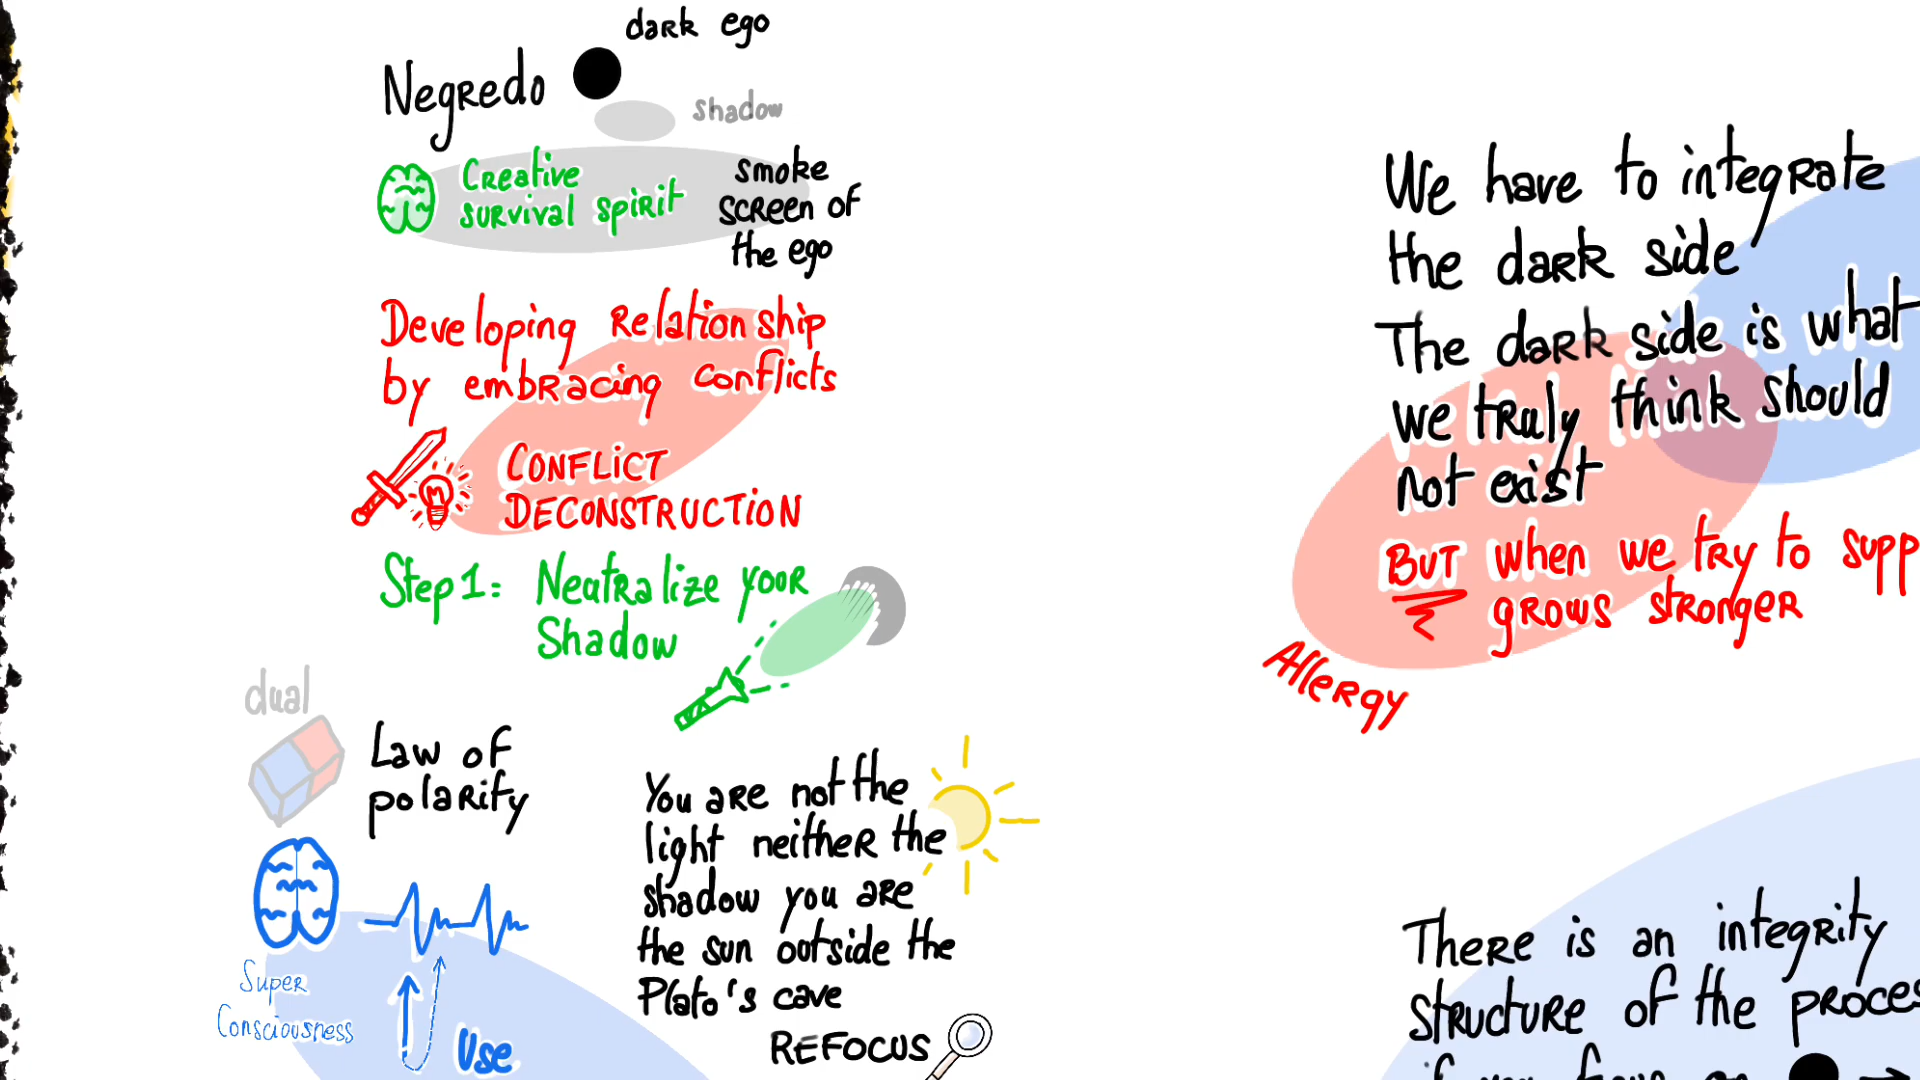 dark ego
Negredo
shadow
Creative
survival spirit
smoke
screen of
the ego
Developing Relationship
by embracing conflicts
CONFLICT
DECONSTRUCTION
Step 1: Neutralize your
Shadow
dual
Law of
polarity
Super
Consciousness
Use
You are not the
light neither the
shadow you are
the sun outside the
Plato's cave
REFOCUS
We have to integrate
the dark side
The dark side is what
we truly think should
not exist
BUT when we try to supp
grows stronger
Allergy
There is an integrity
structure of the proces